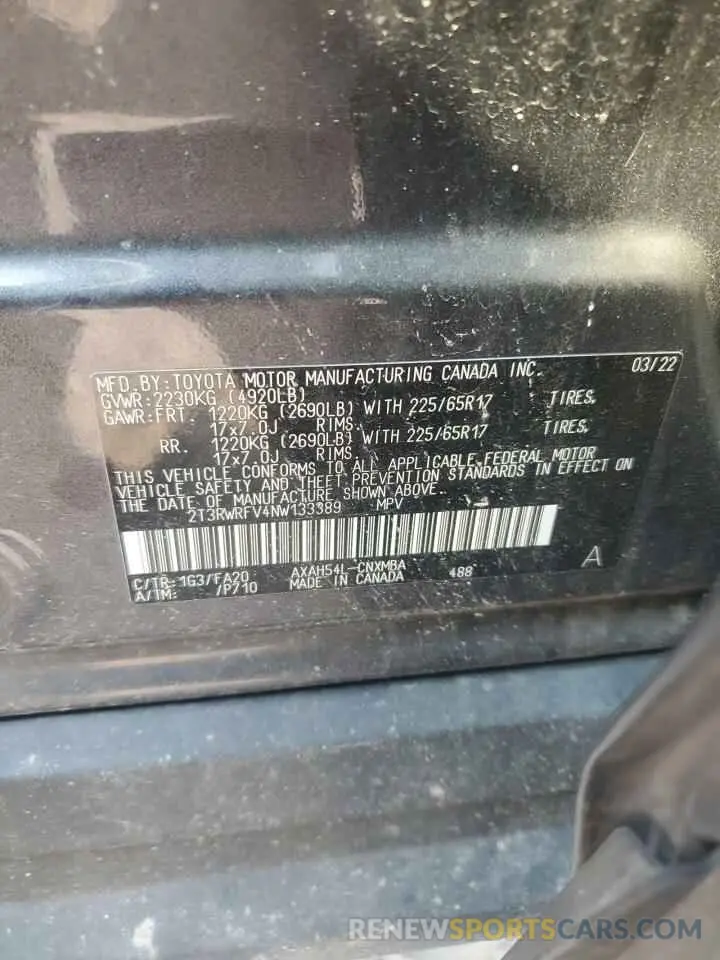 MFD. BY: TOYOTA MOTOR MANUFACTURING CANADA INC. 03/22
GVWR: 2230KG (4920LB)
GAWR: FRT. 1220KG (2690LB) WITH 225/65R17 TIRES,
17x7.0J RIMS.
RR. 1220KG (2690LB) WITH 225/65R17 TIRES,
17x7.0J RIMS.
THIS VEHICLE CONFORMS TO ALL APPLICABLE FEDERAL MOTOR
VEHICLE SAFETY AND THEFT PREVENTION STANDARDS IN EFFECT ON
THE DATE OF MANUFACTURE SHOWN ABOVE.
2T3RWRFV4NW133389 MPV
C/TR: 1G3/FA20 AXAH54L-CNXMBA 488 A
A/TM: /P710 MADE IN CANADA
RENEWSPORTSCARS.COM